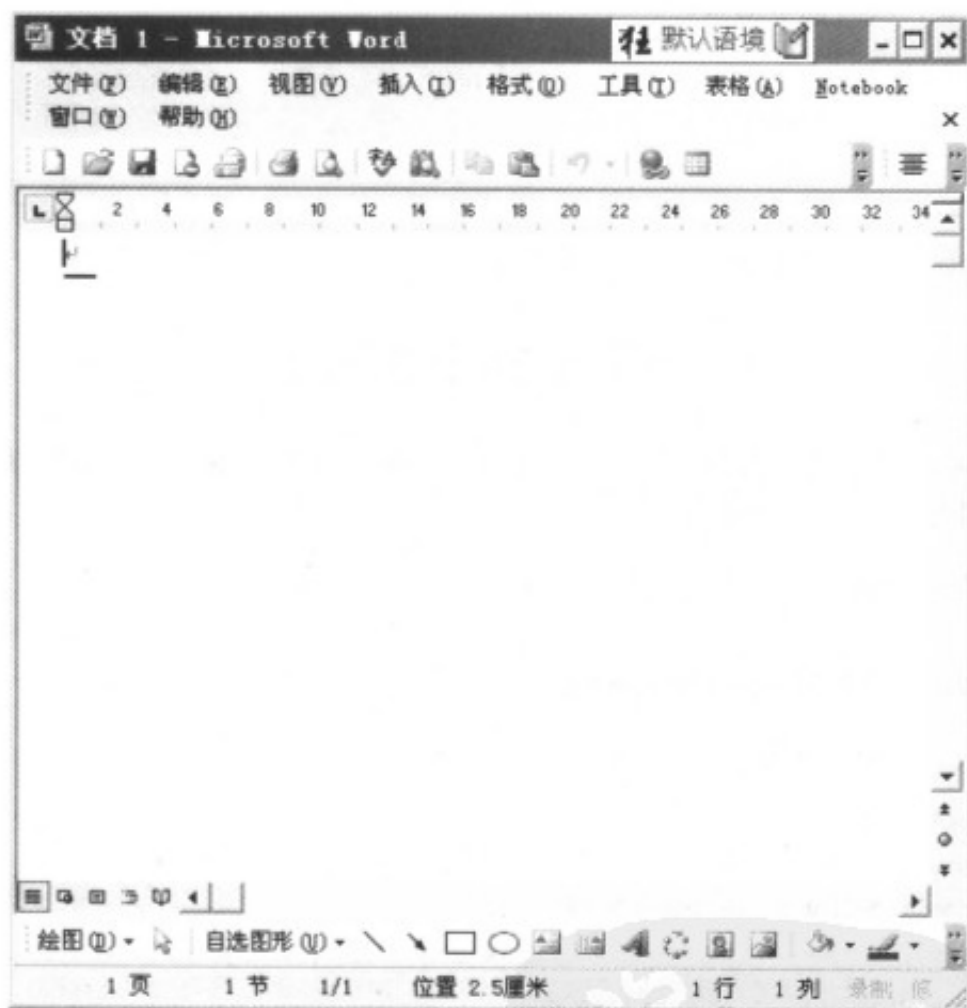 文档 1 - Microsoft Word 狂 默认语境
文件(F) 编辑(E) 视图(V) 插入(I) 格式(O) 工具(T) 表格(A) Notebook
窗口(W) 帮助(H)
2 4 6 8 10 12 14 16 18 20 22 24 26 28 30 32 34
绘图(D) 自选图形(U)
1 页 1 节 1/1 位置 2.5厘米 1 行 1 列 录制